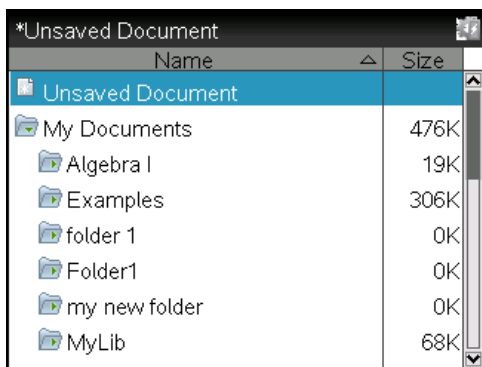 *Unsaved Document
Name Size
Unsaved Document
My Documents 476K
Algebra I 19K
Examples 306K
folder 1 0K
Folder1 0K
my new folder 0K
MyLib 68K